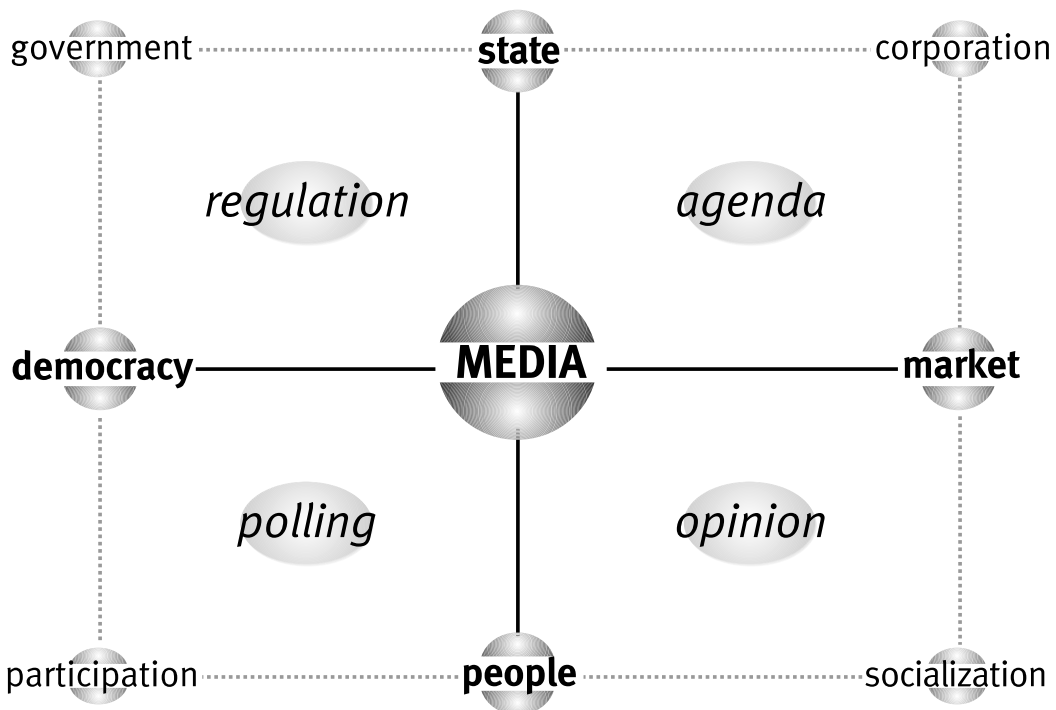 government state corporation
regulation agenda
democracy MEDIA market
polling opinion
participation people socialization